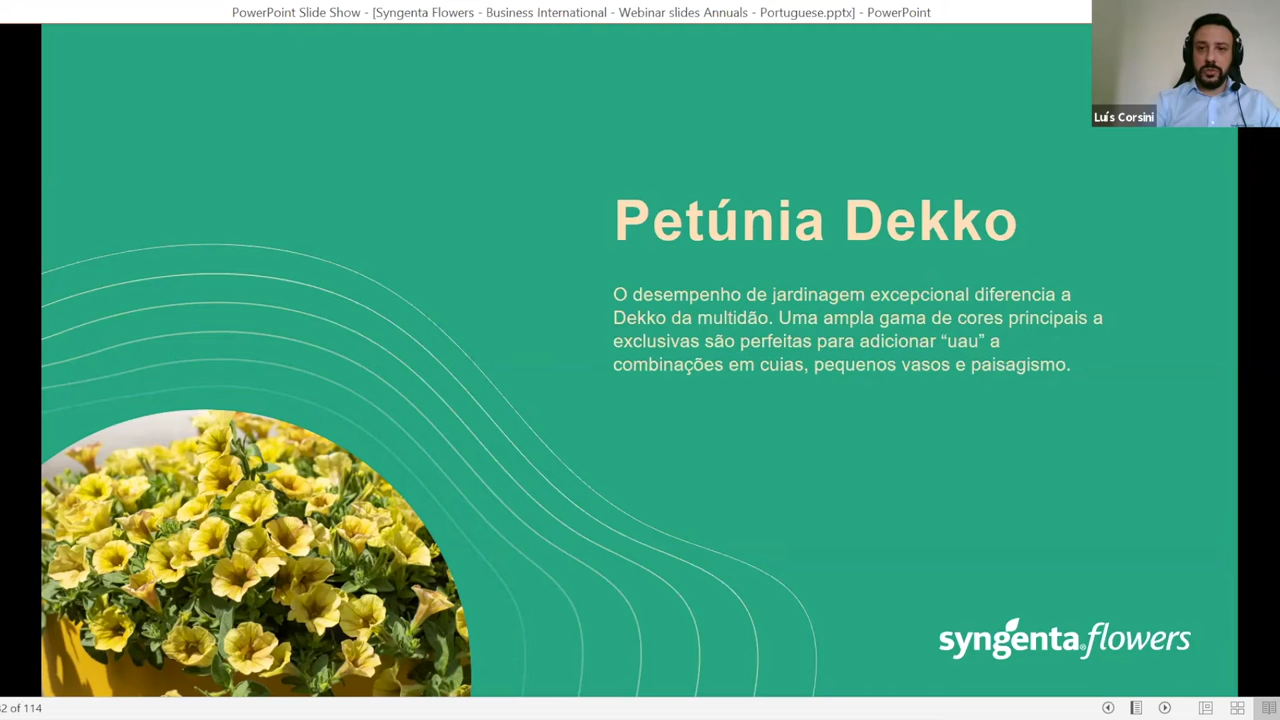 PowerPoint Slide Show - [Syngenta Flowers - Business International - Webinar slides Annuals - Portuguese.pptx] - PowerPoint
Luís Corsini
Petúnia Dekko
O desempenho de jardinagem excepcional diferencia a
Dekko da multidão. Uma ampla gama de cores principais a
exclusivas são perfeitas para adicionar “uau” a
combinações em cuias, pequenos vasos e paisagismo.
syngenta® flowers
of 114